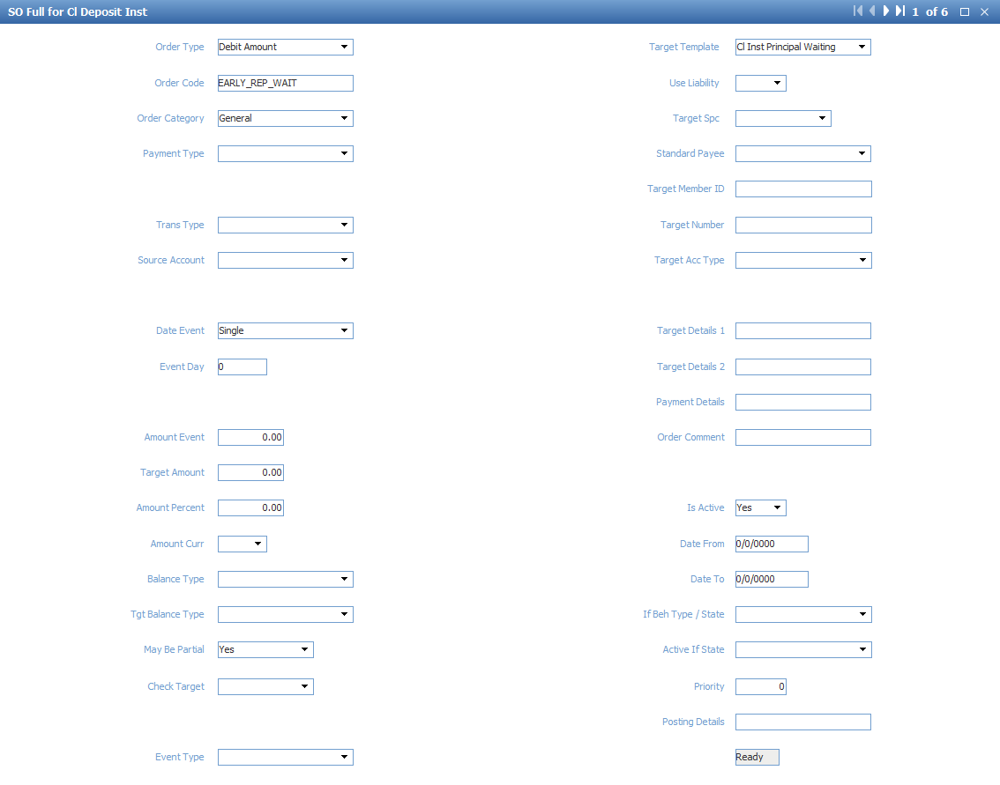 SO Full for Cl Deposit Inst 1 of 6
Order Type Debit Amount Target Template Cl Inst Principal Waiting
Order Code EARLY_REP_WAIT Use Liability
Order Category General Target Spc
Payment Type Standard Payee
Target Member ID
Trans Type Target Number
Source Account Target Acc Type
Date Event Single Target Details 1
Event Day 0 Target Details 2
Payment Details
Amount Event 0.00 Order Comment
Target Amount 0.00
Amount Percent 0.00 Is Active Yes
Amount Curr Date From 0/0/0000
Balance Type Date To 0/0/0000
Tgt Balance Type If Beh Type / State
May Be Partial Yes Active If State
Check Target Priority 0
Posting Details
Event Type Ready